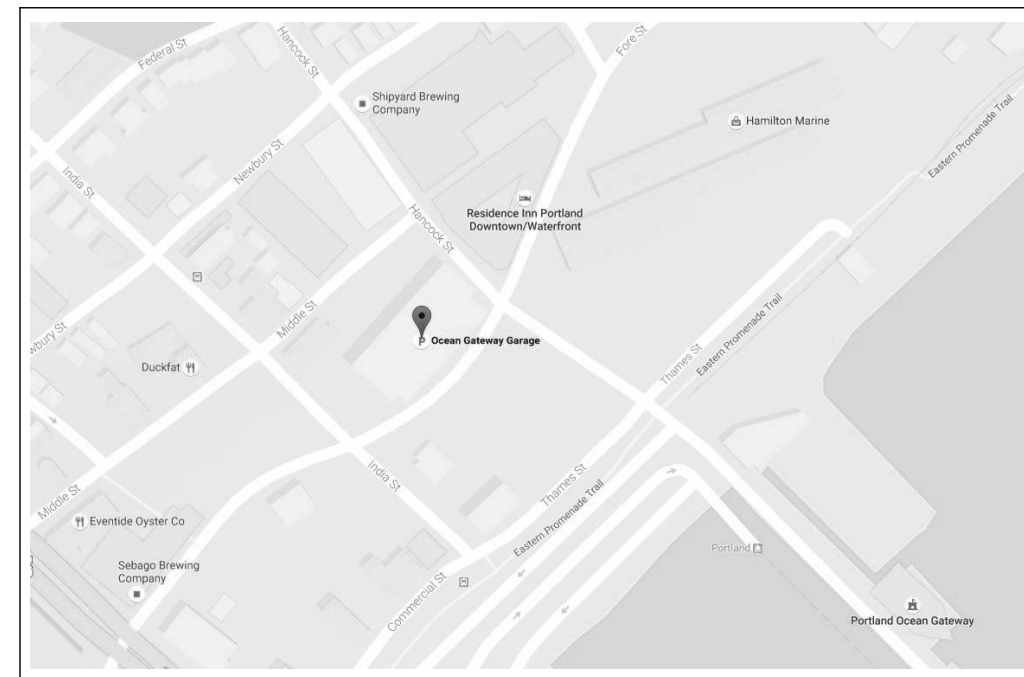 Federal St
Hancock St
Fore St
Shipyard Brewing
Company
Hamilton Marine
Eastern Promenade Trail
Newbury St
India St
Residence Inn Portland
Downtown/Waterfront
Hancock St
Middle St
P Ocean Gateway Garage
wbury St
Duckfat
Thames St
Eastern Promenade Trail
India St
Thames St
Middle St
Eventide Oyster Co
Eastern Promenade Trail
Portland
Sebago Brewing
Company
Commercial St
Portland Ocean Gateway